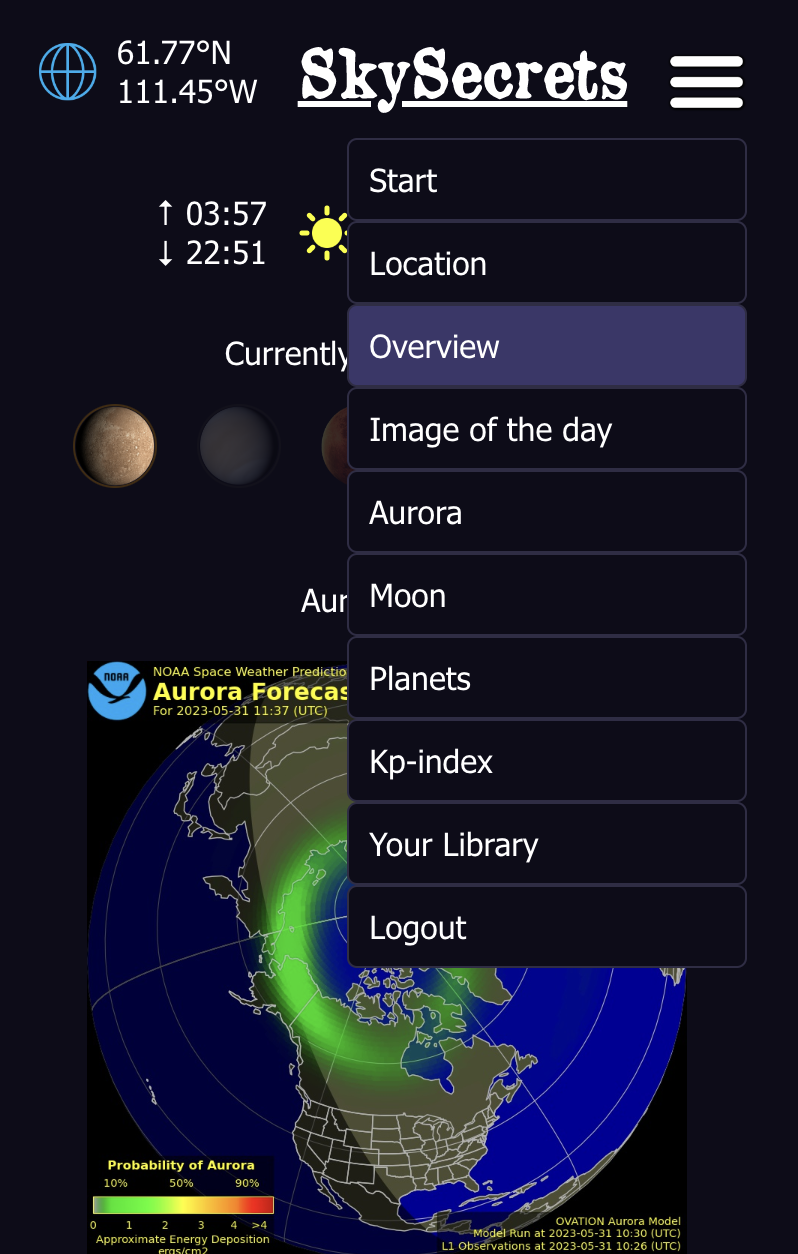 61.77°N
111.45°W
SkySecrets
Start
↑ 03:57
↓ 22:51
Location
Currently
Overview
Image of the day
Aurora
Moon
Planets
Kp-index
Your Library
Logout
NOAA
NOAA Space Weather
Aurora
For 2023-05-31 11:37 (UTC)
Probability of Aurora
10% 50% 90%
0 1 2 3 4 >4
Approximate Energy Deposition
ergs/cm2
OVATION Aurora Model
Model Run at 2023-05-31 10:30 (UTC)
L1 Observations at 2023-05-31 10:26 (UTC)